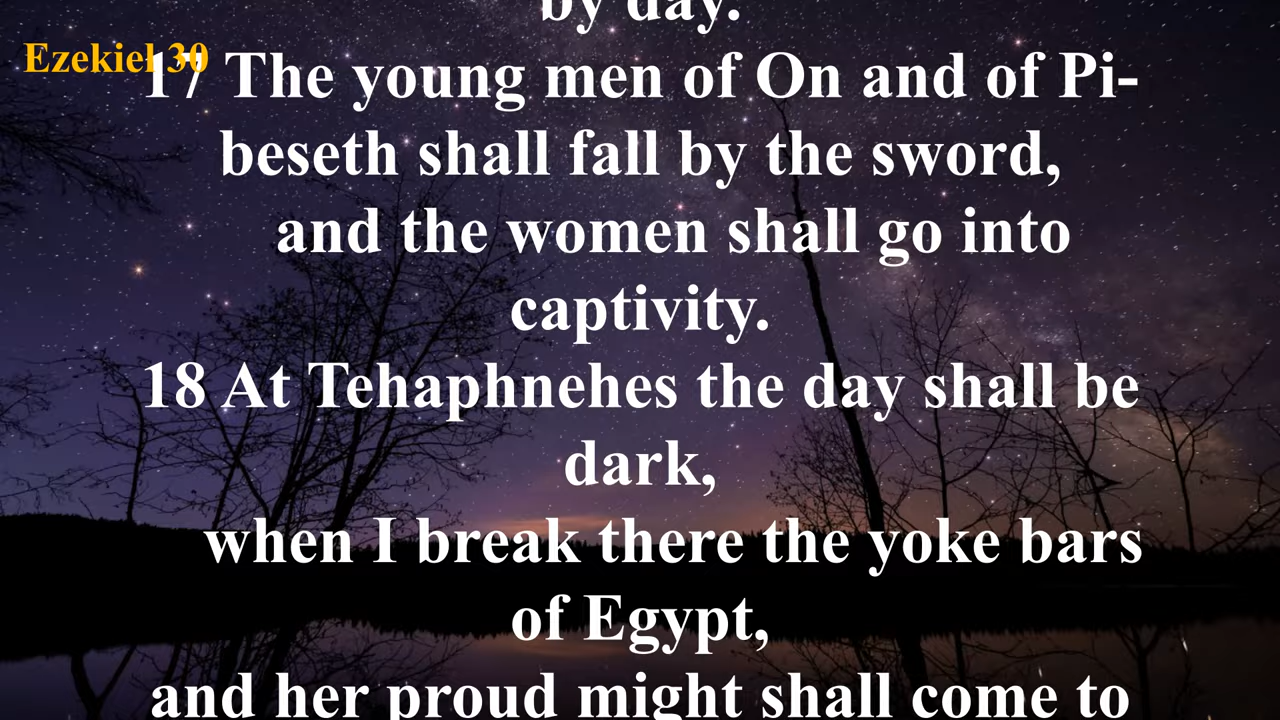 by day.
Ezekiel 30
17 The young men of On and of Pi-
beseth shall fall by the sword,
and the women shall go into
captivity.
18 At Tehaphnehes the day shall be
dark,
when I break there the yoke bars
of Egypt,
and her proud might shall come to